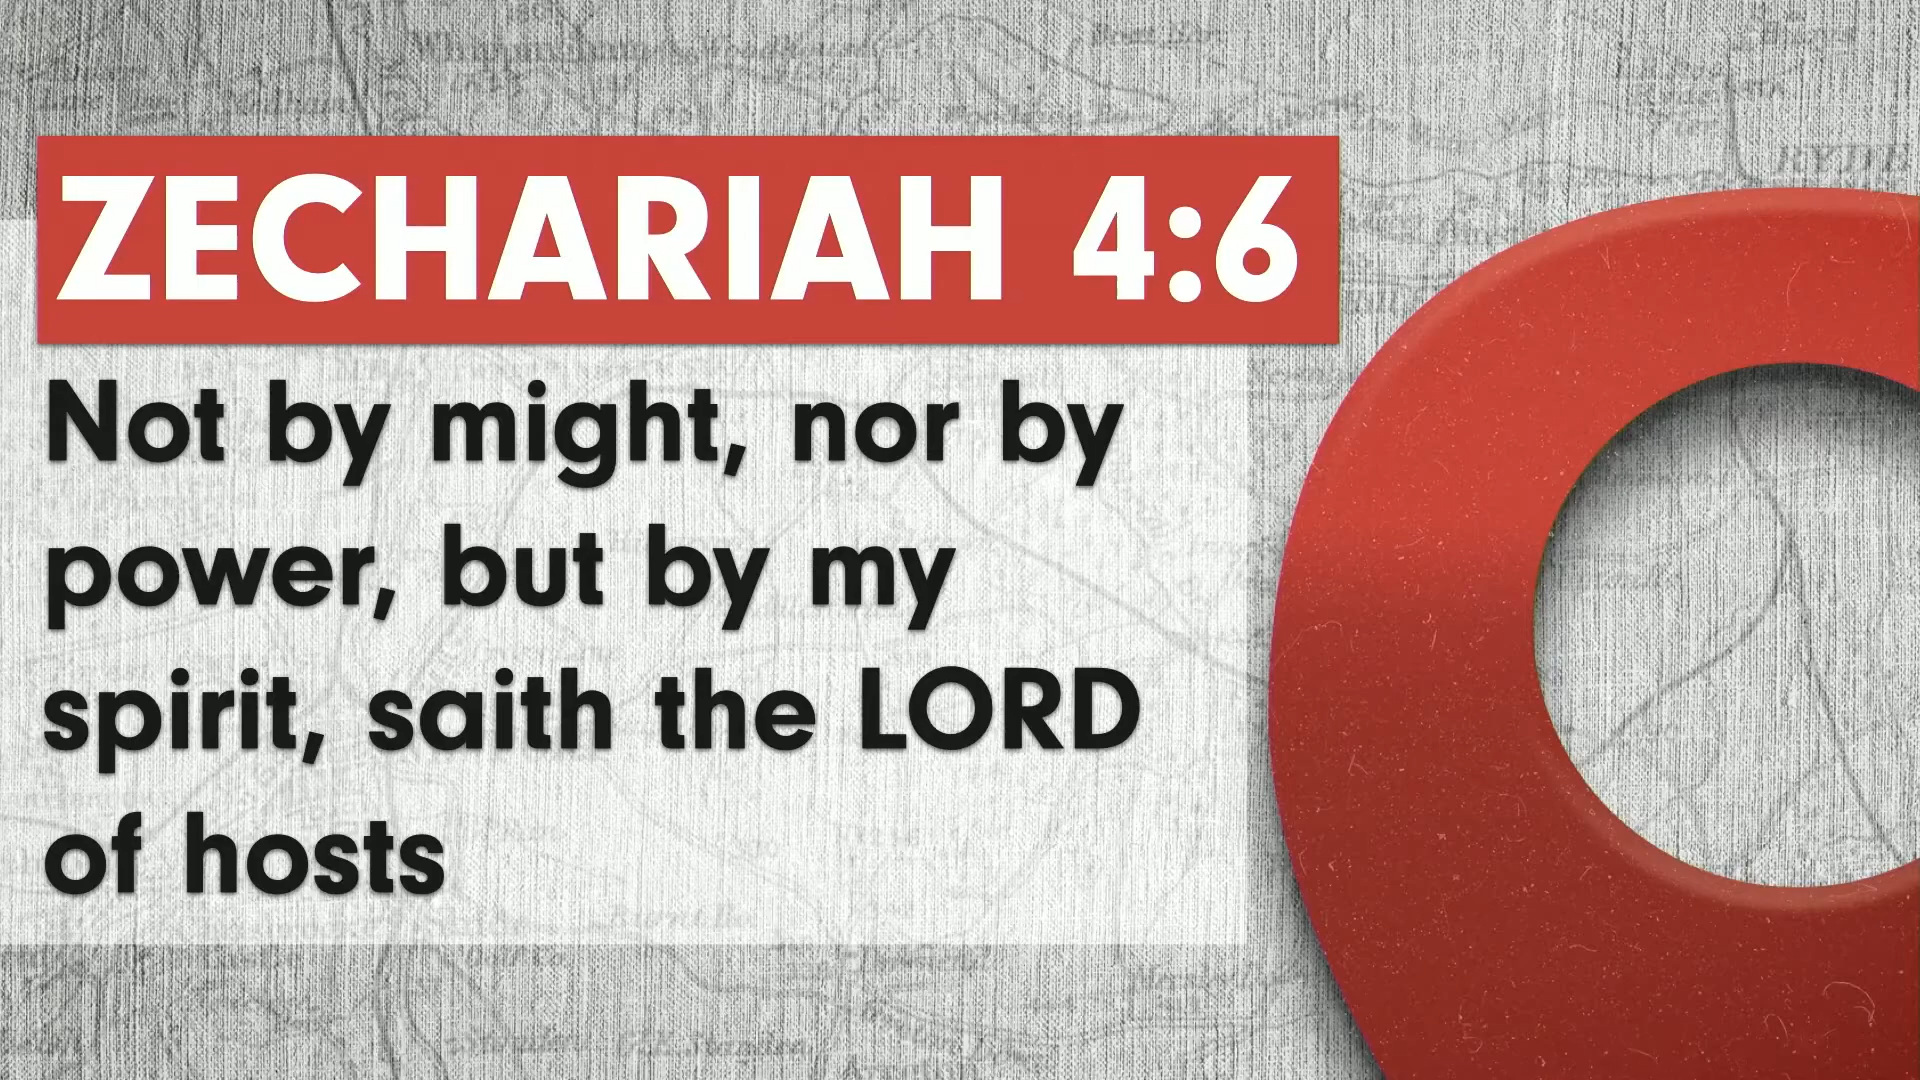 ZECHARIAH 4:6
Not by might, nor by
power, but by my
spirit, saith the LORD
of hosts